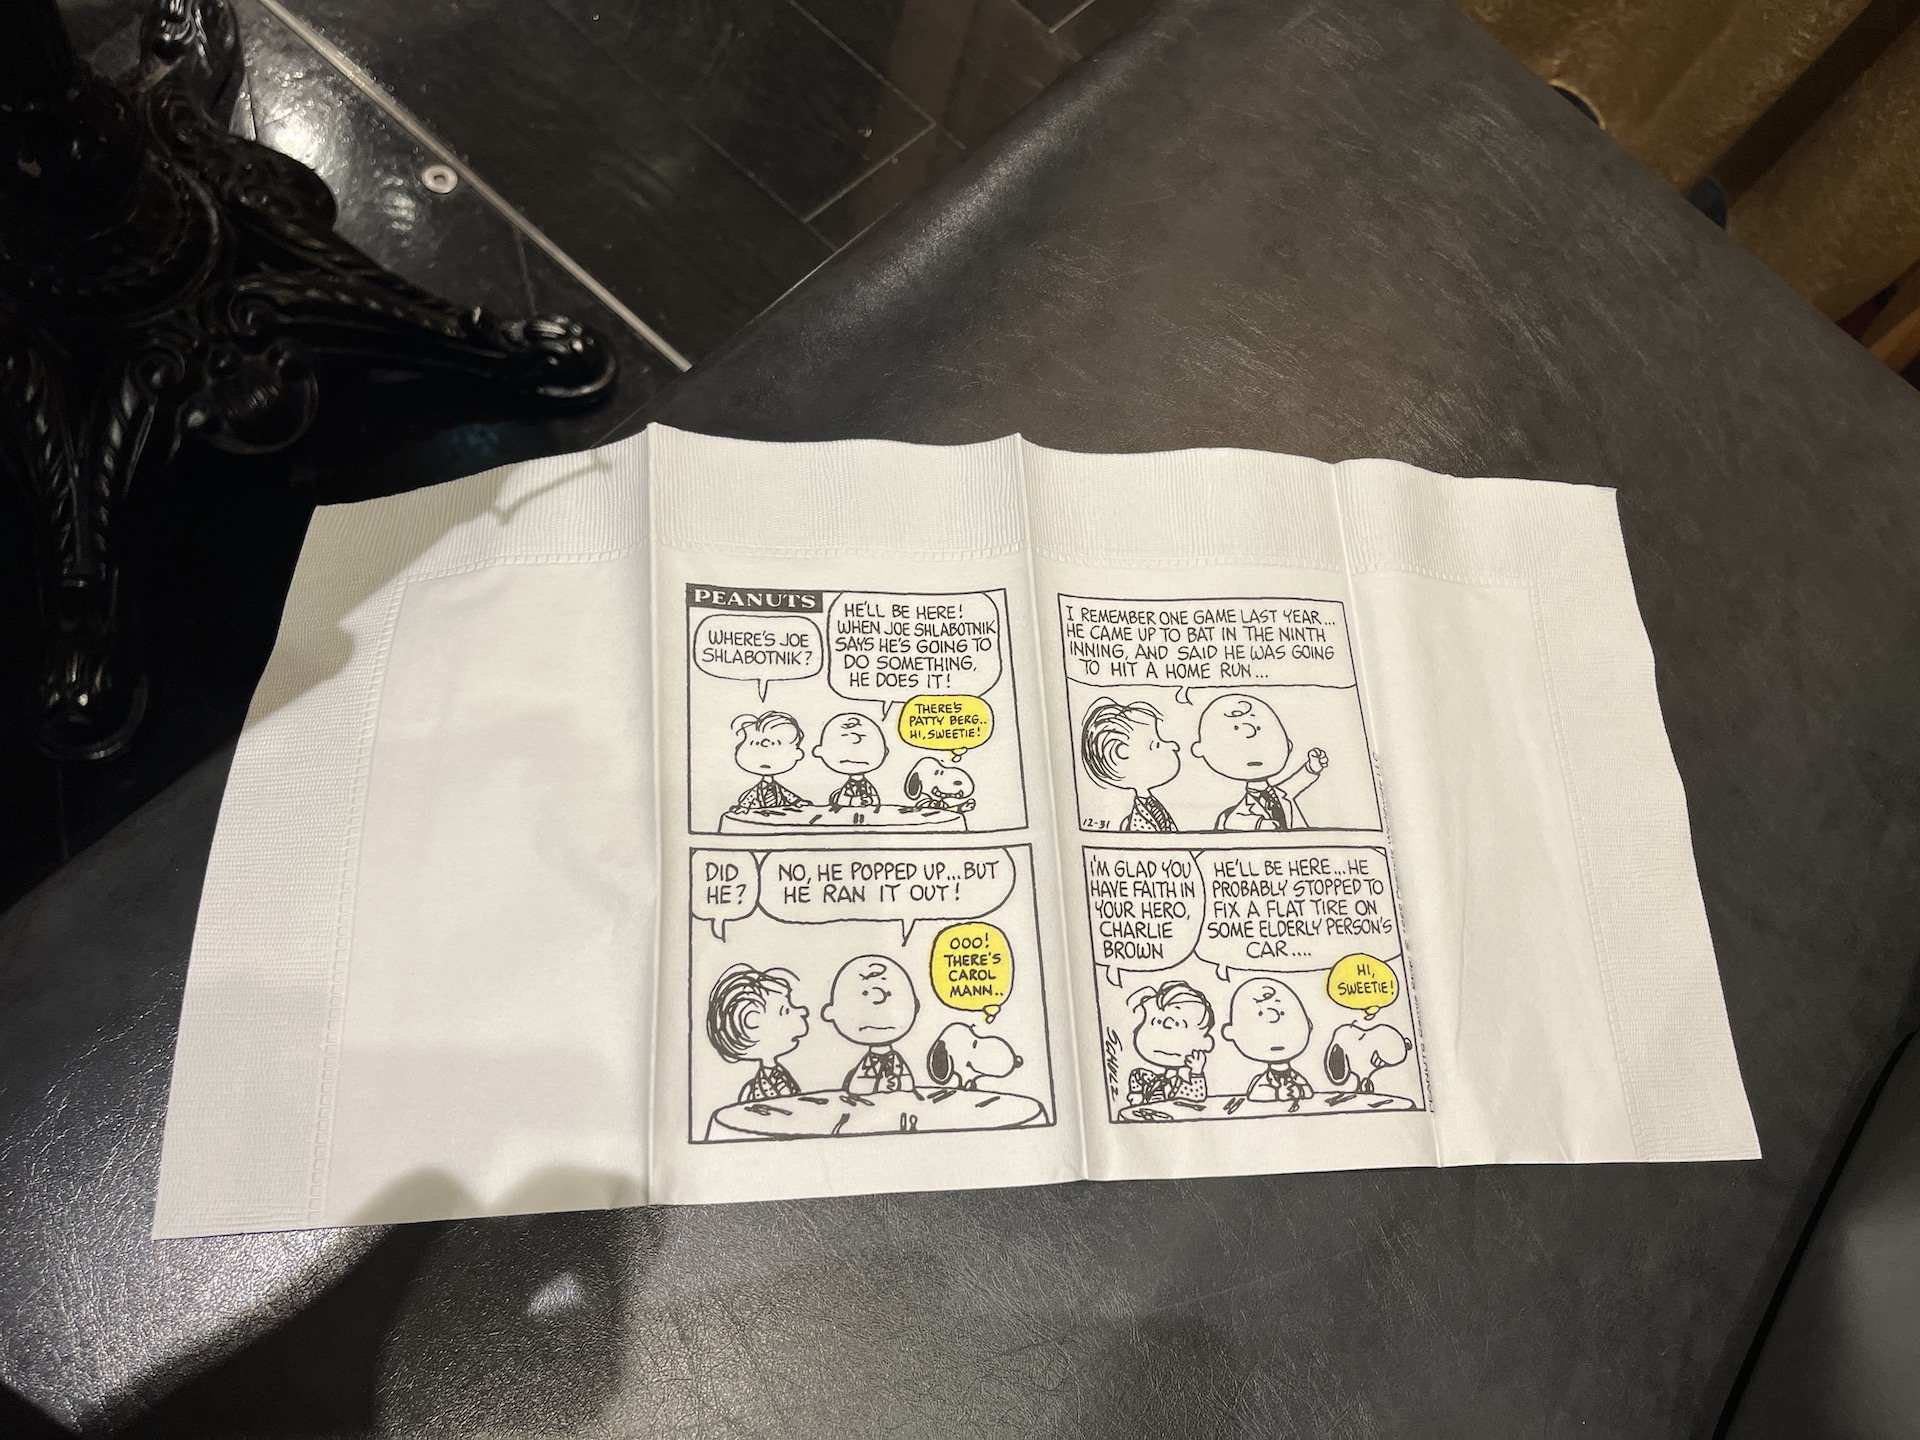 PEANUTS
WHERE'S JOE
SHLABOTNIK?
HE'LL BE HERE!
WHEN JOE SHLABOTNIK
SAYS HE'S GOING TO
DO SOMETHING,
HE DOES IT!
THERE'S
PATTY BERG..
HI, SWEETIE!
I REMEMBER ONE GAME LAST YEAR...
HE CAME UP TO BAT IN THE NINTH
INNING, AND SAID HE WAS GOING
TO HIT A HOME RUN...
12-31
DID
HE?
NO, HE POPPED UP...BUT
HE RAN IT OUT!
OOO!
THERE'S
CAROL
MANN..
I'M GLAD YOU
HAVE FAITH IN
YOUR HERO,
CHARLIE
BROWN
HE'LL BE HERE...HE
PROBABLY STOPPED TO
FIX A FLAT TIRE ON
SOME ELDERLY PERSON'S
CAR....
HI,
SWEETIE!
SCHULZ